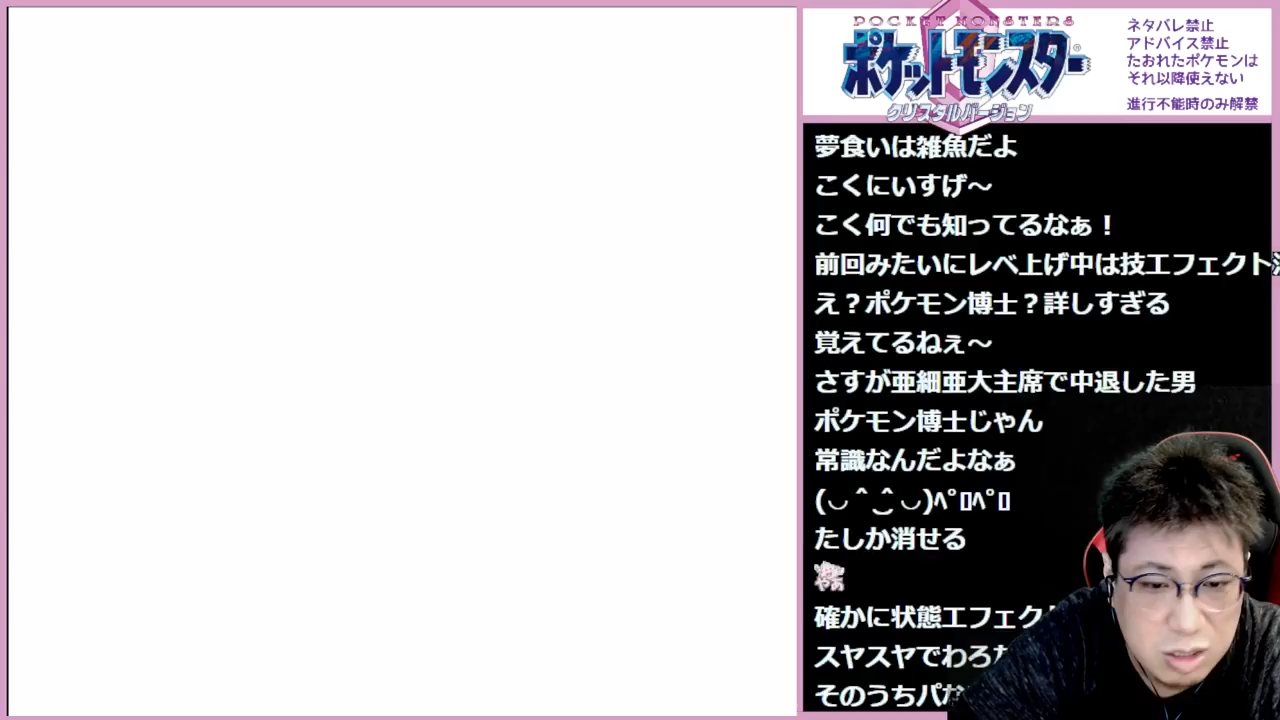 POCKET MONSTERS
ポケットモンスター
クリスタルバージョン
ネタバレ禁止
アドバイス禁止
たおれたポケモンは
それ以降使えない
進行不能時のみ解禁
夢食いは雑魚だよ
こくにいすげ〜
こく何でも知ってるなぁ！
前回みたいにレベ上げ中は技エフェクト
え？ポケモン博士？詳しすぎる
覚えてるねぇ〜
さすが亜細亜大主席で中退した男
ポケモン博士じゃん
常識なんだよなぁ
たしか消せる
確かに状態エフェク
スヤスヤでわろ
そのうちパな